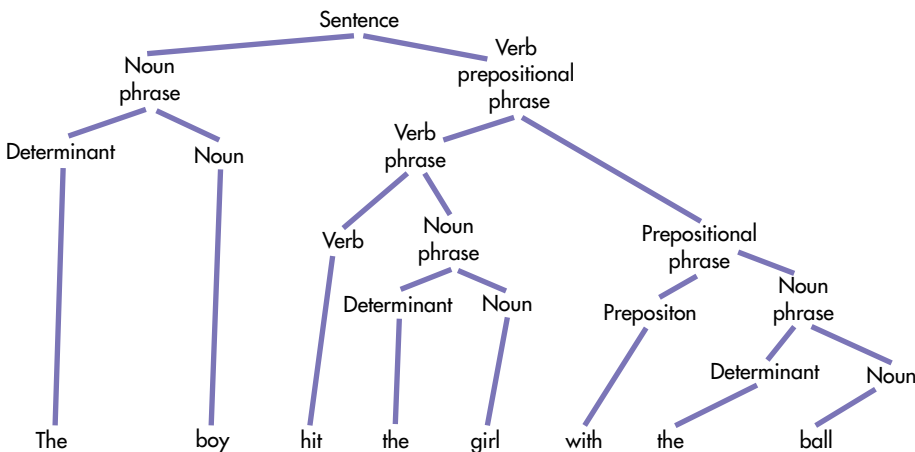 Sentence
Noun
phrase
Verb
prepositional
phrase
Determinant
Noun
Verb
phrase
Verb
Noun
phrase
Prepositional
phrase
Determinant
Noun
Prepositon
Noun
phrase
Determinant
Noun
The boy hit the girl with the ball